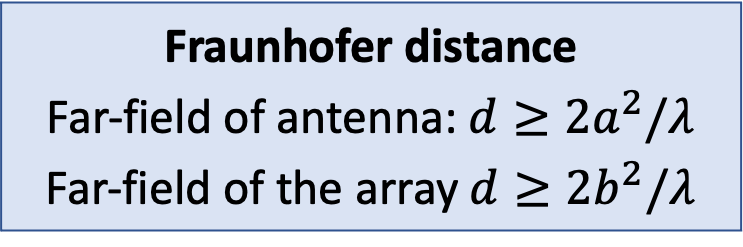 Fraunhofer distance
Far-field of antenna: d ≥ 2a²/λ
Far-field of the array d ≥ 2b²/λ